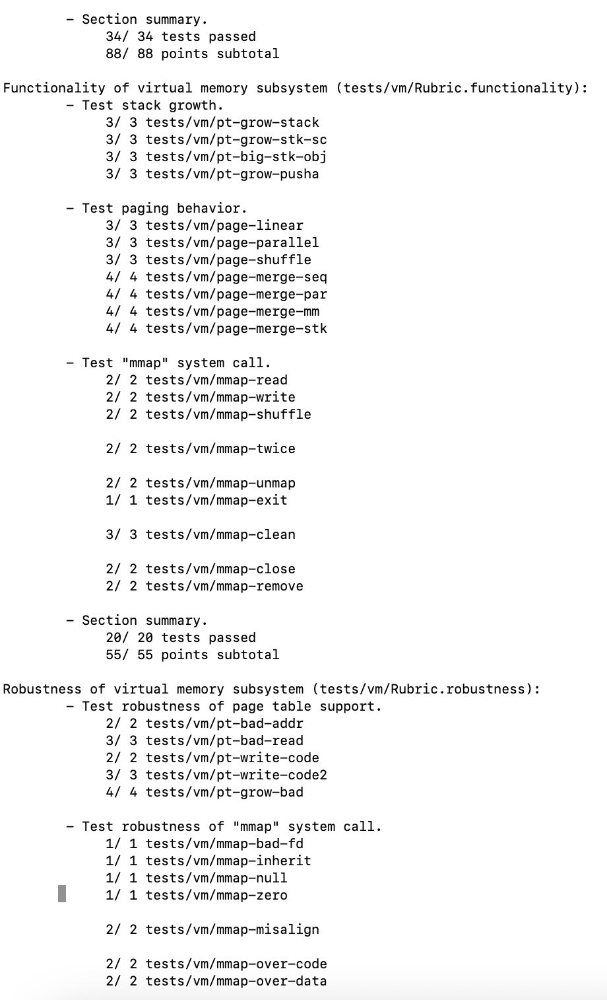 - Section summary.
34/ 34 tests passed
88/ 88 points subtotal
Functionality of virtual memory subsystem (tests/vm/Rubric.functionality):
- Test stack growth.
3/ 3 tests/vm/pt-grow-stack
3/ 3 tests/vm/pt-grow-stk-sc
3/ 3 tests/vm/pt-big-stk-obj
3/ 3 tests/vm/pt-grow-pusha
- Test paging behavior.
3/ 3 tests/vm/page-linear
3/ 3 tests/vm/page-parallel
3/ 3 tests/vm/page-shuffle
4/ 4 tests/vm/page-merge-seq
4/ 4 tests/vm/page-merge-par
4/ 4 tests/vm/page-merge-mm
4/ 4 tests/vm/page-merge-stk
- Test "mmap" system call.
2/ 2 tests/vm/mmap-read
2/ 2 tests/vm/mmap-write
2/ 2 tests/vm/mmap-shuffle
2/ 2 tests/vm/mmap-twice
2/ 2 tests/vm/mmap-unmap
1/ 1 tests/vm/mmap-exit
3/ 3 tests/vm/mmap-clean
2/ 2 tests/vm/mmap-close
2/ 2 tests/vm/mmap-remove
- Section summary.
20/ 20 tests passed
55/ 55 points subtotal
Robustness of virtual memory subsystem (tests/vm/Rubric.robustness):
- Test robustness of page table support.
2/ 2 tests/vm/pt-bad-addr
3/ 3 tests/vm/pt-bad-read
2/ 2 tests/vm/pt-write-code
3/ 3 tests/vm/pt-write-code2
4/ 4 tests/vm/pt-grow-bad
- Test robustness of "mmap" system call.
1/ 1 tests/vm/mmap-bad-fd
1/ 1 tests/vm/mmap-inherit
1/ 1 tests/vm/mmap-null
1/ 1 tests/vm/mmap-zero
2/ 2 tests/vm/mmap-misalign
2/ 2 tests/vm/mmap-over-code
2/ 2 tests/vm/mmap-over-data